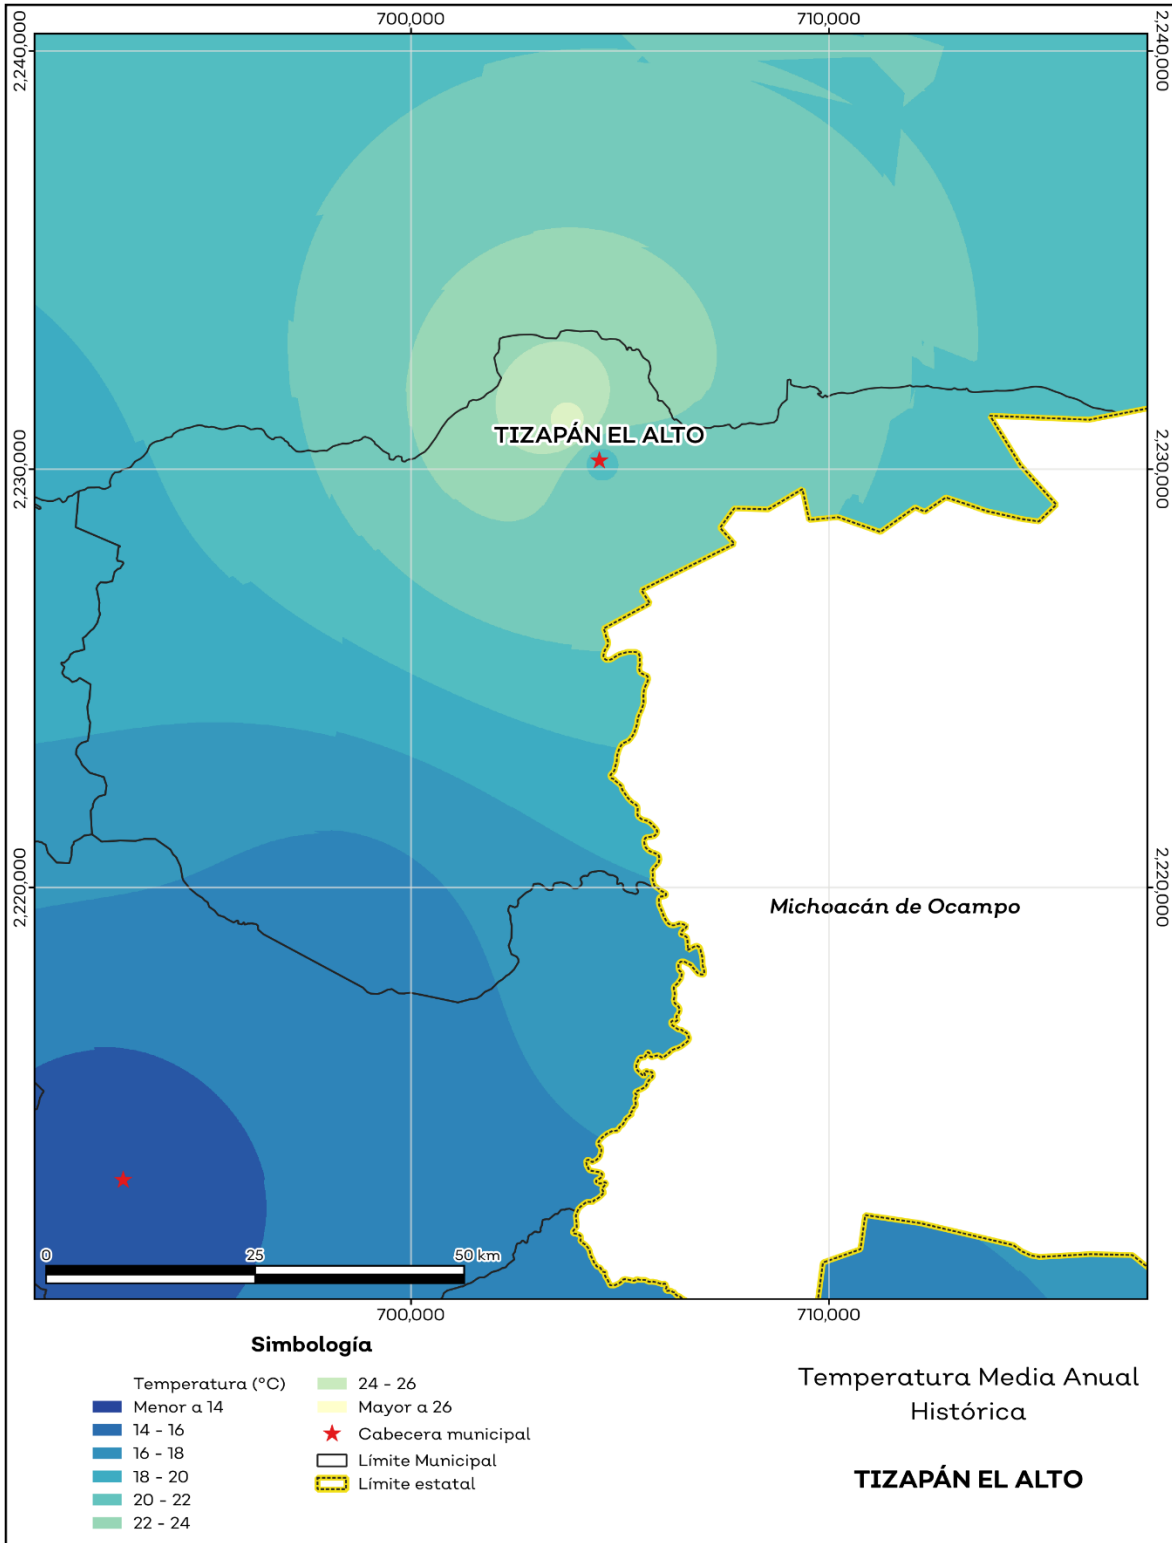 700,000
710,000
2,240,000
2,240,000
TIZAPÁN EL ALTO
2,230,000
2,230,000
2,220,000
2,220,000
Michoacán de Ocampo
0
25
50 km
700,000
710,000
Simbología
Temperatura (°C)
Menor a 14
14 - 16
16 - 18
18 - 20
20 - 22
22 - 24
24 - 26
Mayor a 26
Cabecera municipal
Límite Municipal
Límite estatal
Temperatura Media Anual
Histórica
TIZAPÁN EL ALTO